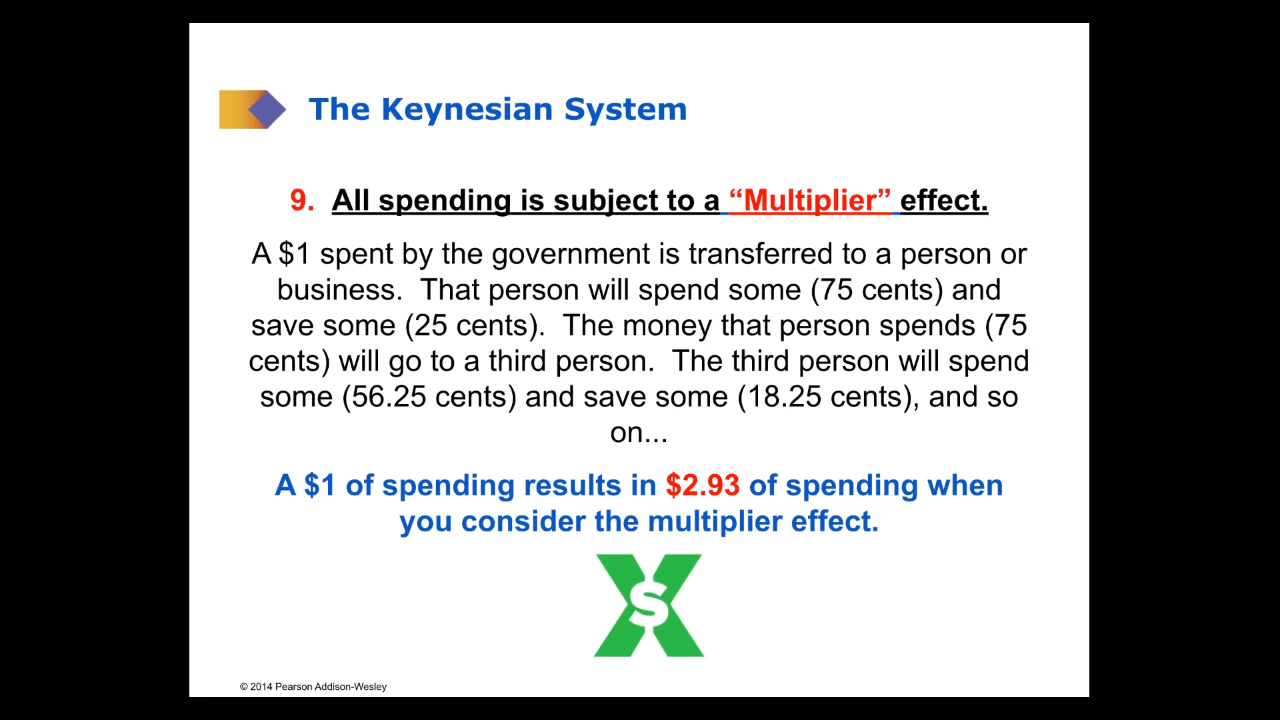 The Keynesian System
9. All spending is subject to a “Multiplier” effect.
A $1 spent by the government is transferred to a person or
business. That person will spend some (75 cents) and
save some (25 cents). The money that person spends (75
cents) will go to a third person. The third person will spend
some (56.25 cents) and save some (18.25 cents), and so
on...
A $1 of spending results in $2.93 of spending when
you consider the multiplier effect.
$
© 2014 Pearson Addison-Wesley